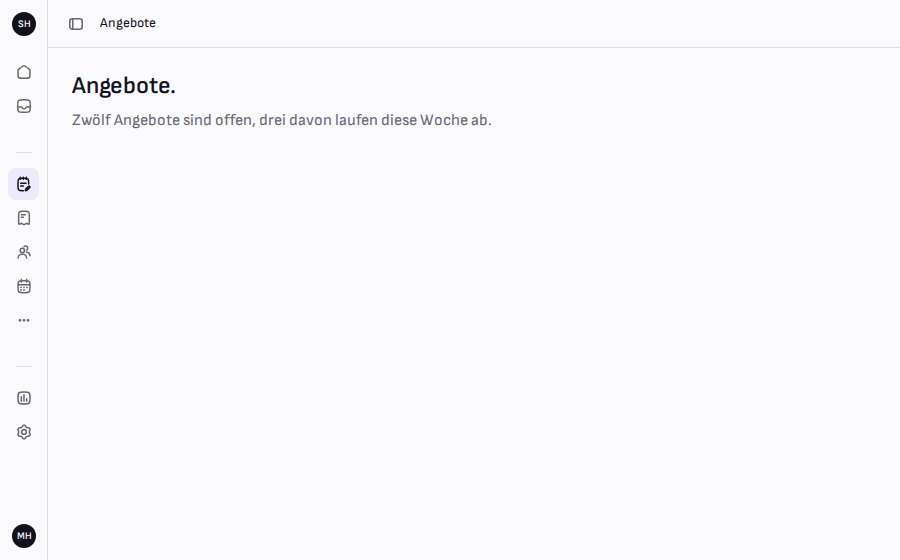 SH
Angebote
Angebote.
Zwölf Angebote sind offen, drei davon laufen diese Woche ab.
MH